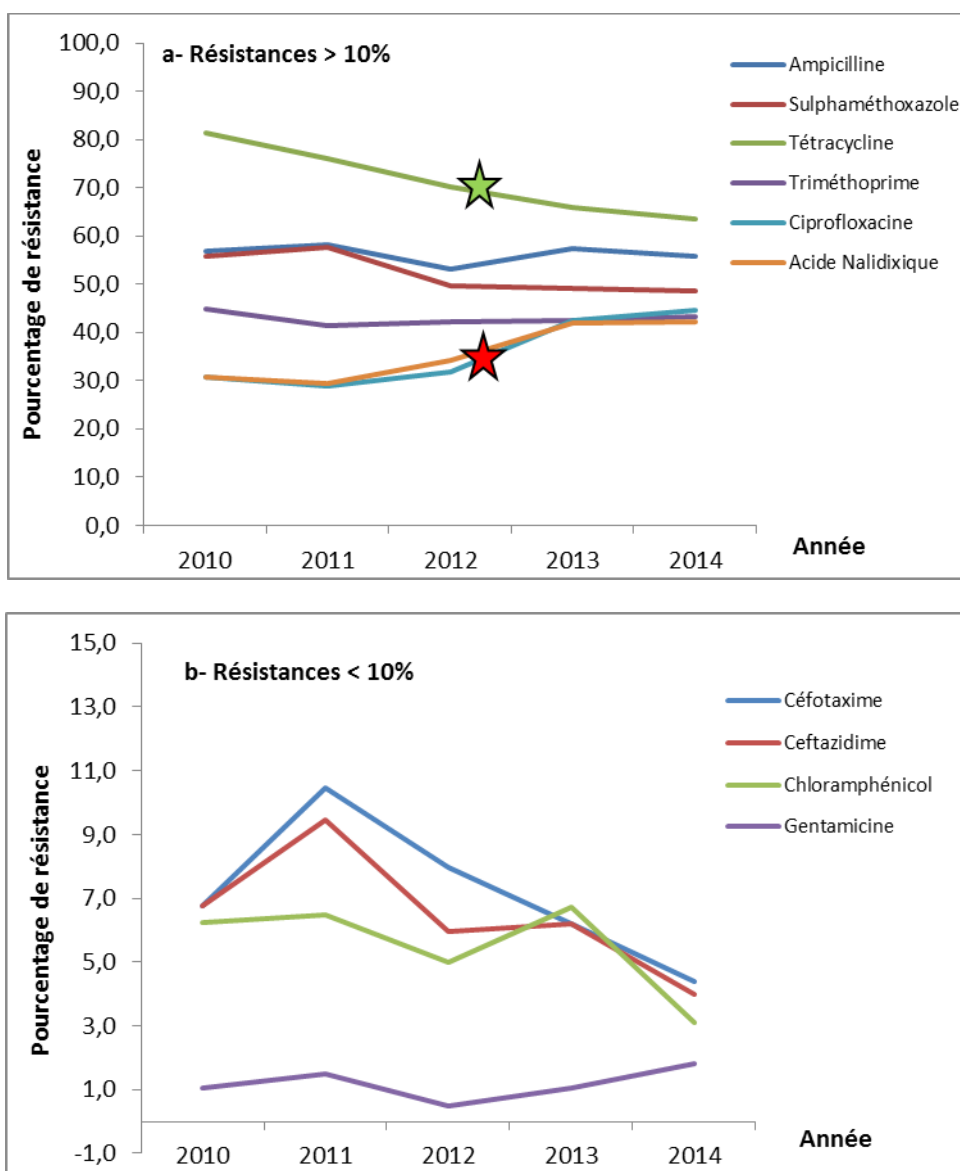 a- Résistances > 10%
Pourcentage de résistance
100,0
90,0
80,0
70,0
60,0
50,0
40,0
30,0
20,0
10,0
0,0
2010 2011 2012 2013 2014
Année
Ampicilline
Sulphaméthoxazole
Tétracycline
Triméthoprime
Ciprofloxacine
Acide Nalidixique
b- Résistances < 10%
Pourcentage de résistance
15,0
13,0
11,0
9,0
7,0
5,0
3,0
1,0
-1,0
2010 2011 2012 2013 2014
Année
Céfotaxime
Ceftazidime
Chloramphénicol
Gentamicine